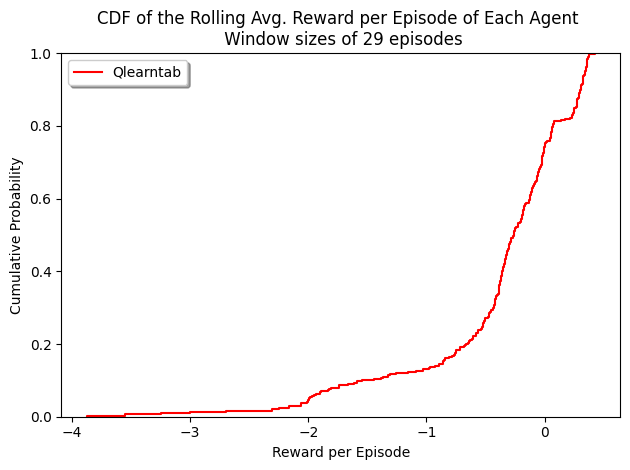 CDF of the Rolling Avg. Reward per Episode of Each Agent
Window sizes of 29 episodes
Qlearntab
Cumulative Probability
1.0
0.8
0.6
0.4
0.2
0.0
−4 −3 −2 −1 0
Reward per Episode